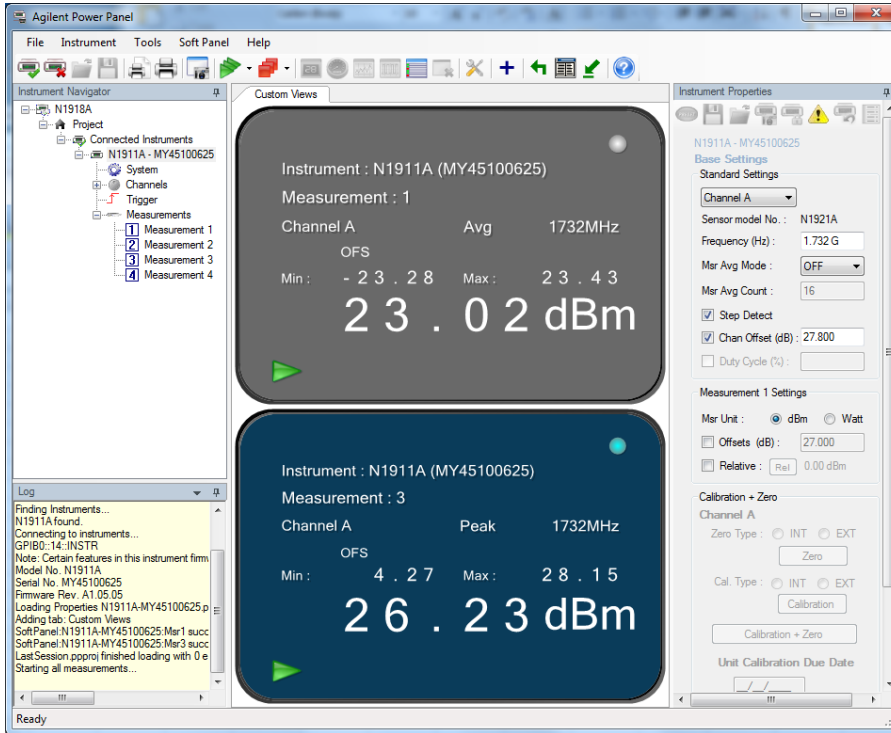 Agilent Power Panel
File Instrument Tools Soft Panel Help
Instrument Navigator
N1918A
Project
Connected Instruments
N1911A - MY45100625
System
Channels
Trigger
Measurements
1 Measurement 1
2 Measurement 2
3 Measurement 3
4 Measurement 4
Log
Finding Instruments...
N1911A found.
Connecting to instruments...
GPIB0::14::INSTR
Note: Certain features in this instrument firm
Model No. N1911A
Serial No. MY45100625
Firmware Rev. A1.05.05
Loading Properties N1911A-MY45100625.p
Adding tab: Custom Views
SoftPanel:N1911A-MY45100625:Msr1 succ
SoftPanel:N1911A-MY45100625:Msr3 succ
LastSession.ppproj finished loading with 0 e
Starting all measurements...
Custom Views
Instrument : N1911A (MY45100625)
Measurement : 1
Channel A Avg 1732MHz
OFS
Min : -23.28 Max : 23.43
23.02 dBm
Instrument : N1911A (MY45100625)
Measurement : 3
Channel A Peak 1732MHz
OFS
Min : 4.27 Max : 28.15
26.23 dBm
Instrument Properties
N1911A - MY45100625
Base Settings
Standard Settings
Channel A
Sensor model No. : N1921A
Frequency (Hz) : 1.732 G
Msr Avg Mode : OFF
Msr Avg Count : 16
Step Detect
Chan Offset (dB) : 27.800
Duty Cycle (%) :
Measurement 1 Settings
Msr Unit : dBm Watt
Offsets (dB) : 27.000
Relative : Rel 0.00 dBm
Calibration + Zero
Channel A
Zero Type : INT EXT
Zero
Cal. Type : INT EXT
Calibration
Calibration + Zero
Unit Calibration Due Date
__/__/____
Ready